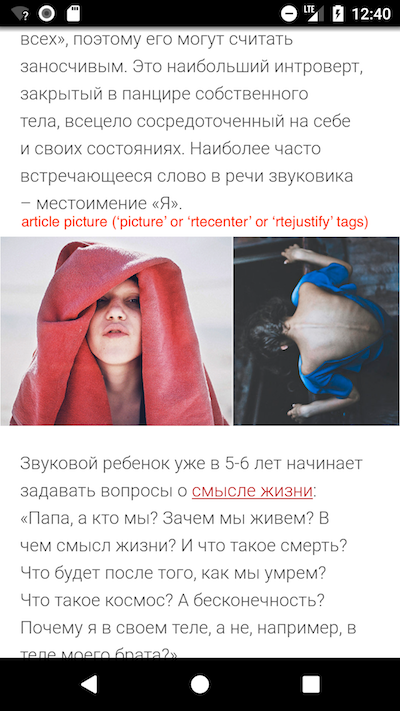 LTE
12:40
всех», поэтому его могут считать
заносчивым. Это наибольший интроверт,
закрытый в панцире собственного
тела, всецело сосредоточенный на себе
и своих состояниях. Наиболее часто
встречающееся слово в речи звуковика
– местоимение «Я».
article picture (‘picture’ or ‘rtecenter’ or ‘rtejustify’ tags)
Звуковой ребенок уже в 5-6 лет начинает
задавать вопросы о смысле жизни:
«Папа, а кто мы? Зачем мы живем? В
чем смысл жизни? И что такое смерть?
Что будет после того, как мы умрем?
Что такое космос? А бесконечность?
Почему я в своем теле, а не, например, в
теле моего брата?»